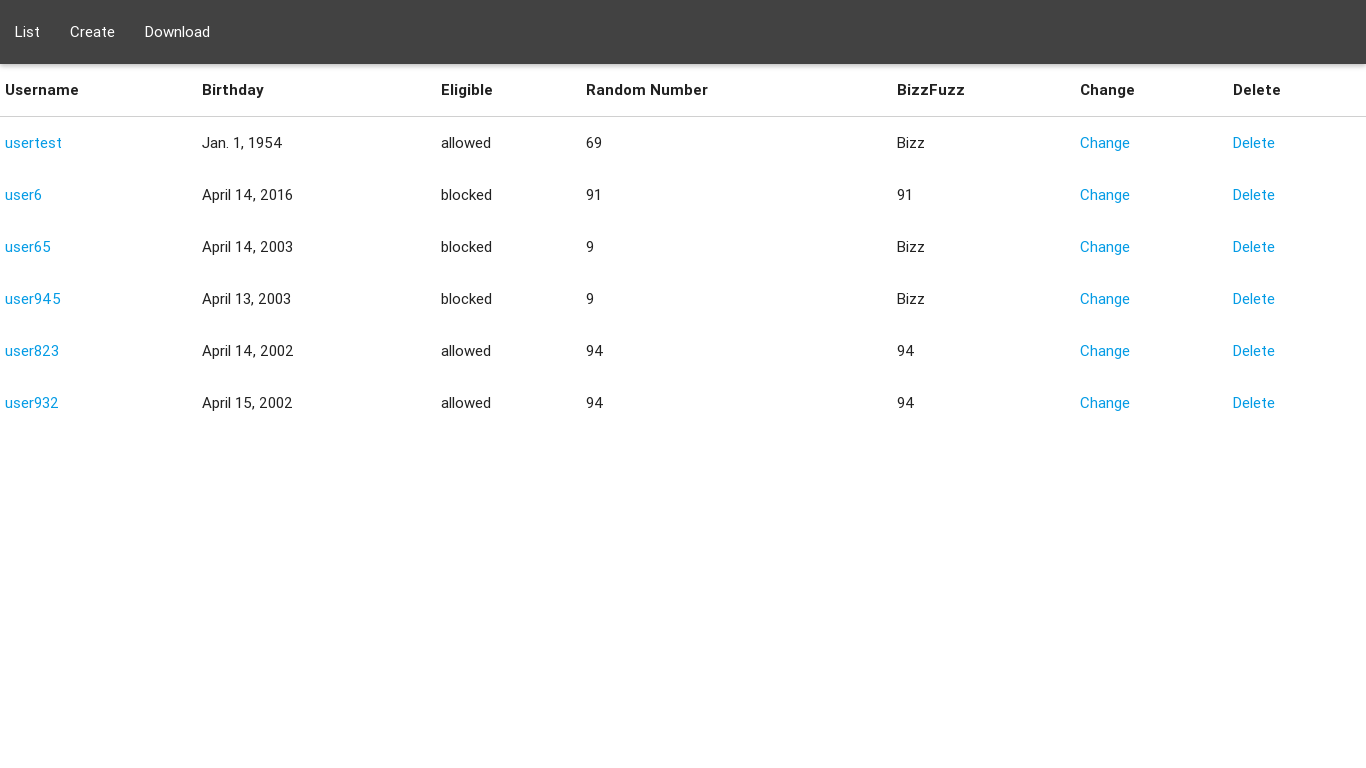 List Create Download
Username Birthday Eligible Random Number BizzFuzz Change Delete
usertest Jan. 1, 1954 allowed 69 Bizz Change Delete
user6 April 14, 2016 blocked 91 91 Change Delete
user65 April 14, 2003 blocked 9 Bizz Change Delete
user945 April 13, 2003 blocked 9 Bizz Change Delete
user823 April 14, 2002 allowed 94 94 Change Delete
user932 April 15, 2002 allowed 94 94 Change Delete